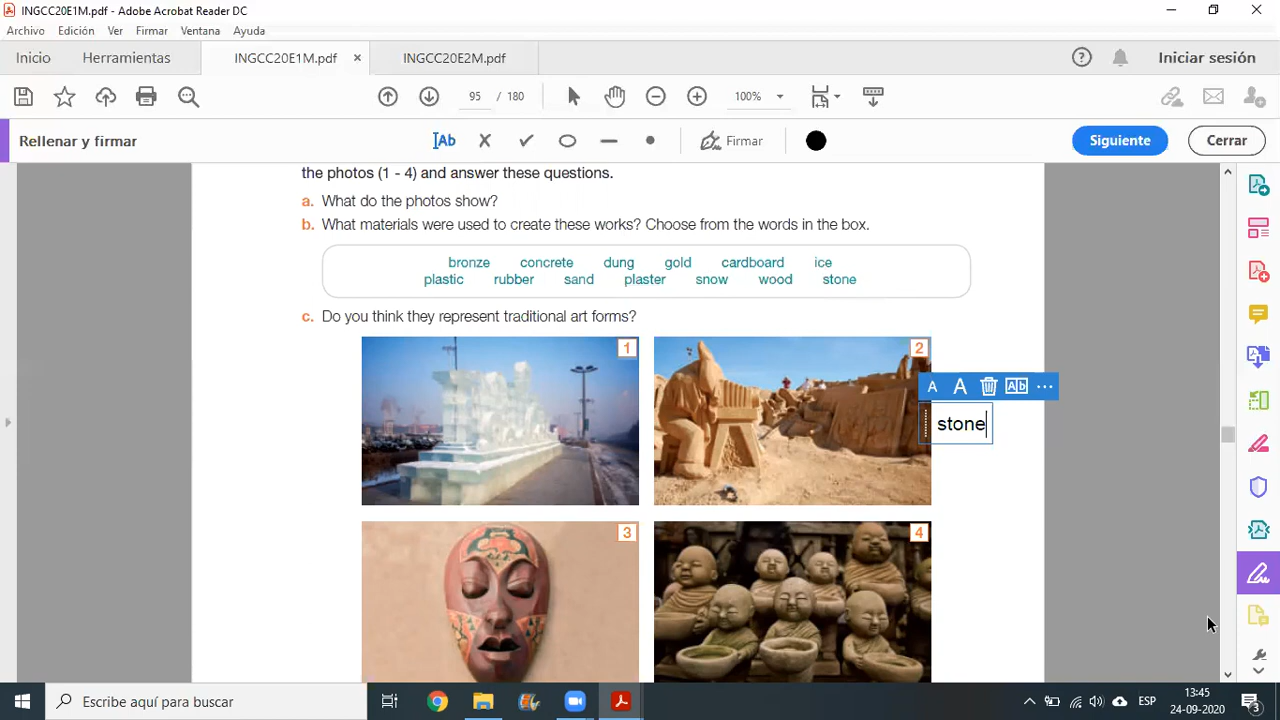 INGCC20E1M.pdf - Adobe Acrobat Reader DC
Archivo Edición Ver Firmar Ventana Ayuda
Inicio Herramientas INGCC20E1M.pdf × INGCC20E2M.pdf Iniciar sesión
95 / 180 100%
Rellenar y firmar Ab Firmar Siguiente Cerrar
the photos (1 - 4) and answer these questions.
a. What do the photos show?
b. What materials were used to create these works? Choose from the words in the box.
bronze concrete dung gold cardboard ice
plastic rubber sand plaster snow wood stone
c. Do you think they represent traditional art forms?
1 2
A A Ab ...
stone
3 4
Escribe aquí para buscar
ESP
13:45
24-09-2020
3